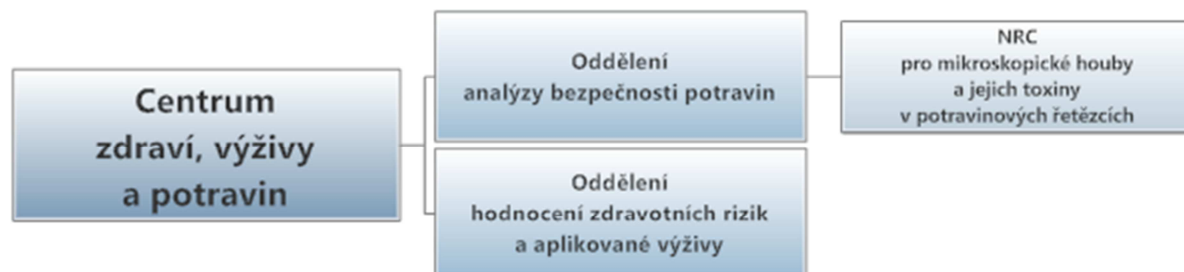 Centrum
zdraví, výživy
a potravin
Oddělení
analýzy bezpečnosti potravin
NRC
pro mikroskopické houby
a jejich toxiny
v potravinových řetězcích
Oddělení
hodnocení zdravotních rizik
a aplikované výživy